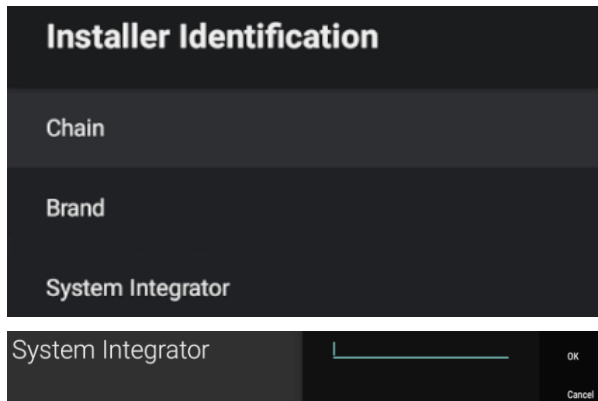 Installer Identification
Chain
Brand
System Integrator
System Integrator
OK
Cancel